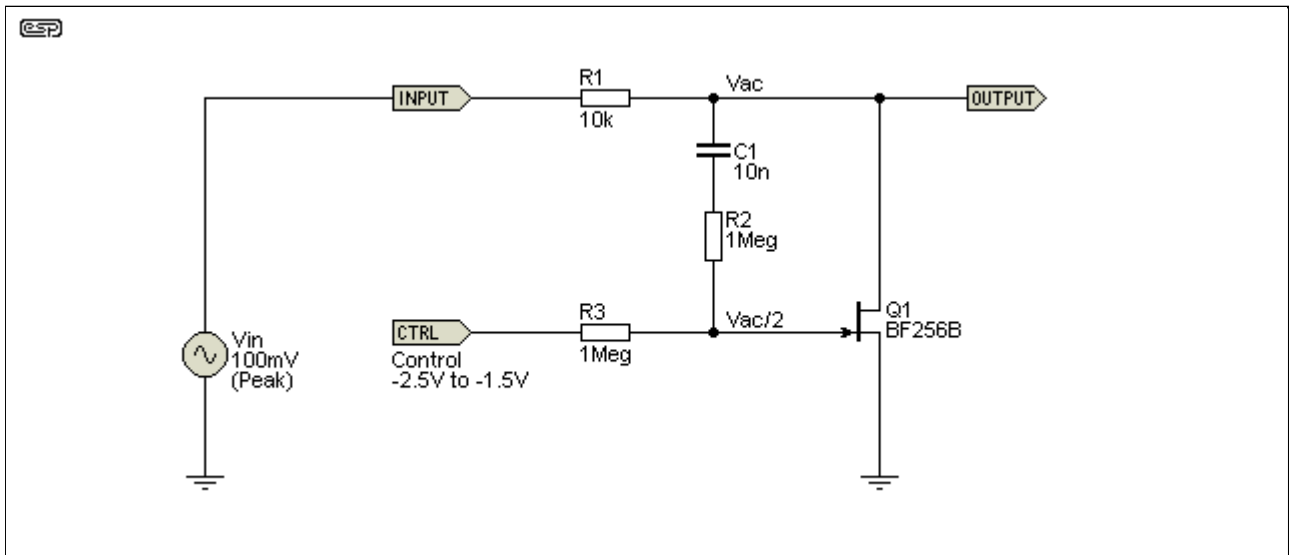 esp
R1
Vac
INPUT
OUTPUT
10k
C1
10n
R2
1Meg
R3
Vac/2
Q1
BF256B
CTRL
1Meg
Control
-2.5V to -1.5V
Vin
100mV
(Peak)